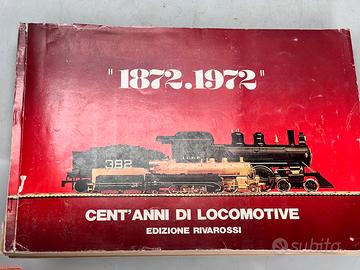 "1872.1972"
382
CENT'ANNI DI LOCOMOTIVE
EDIZIONE RIVAROSSI
subito